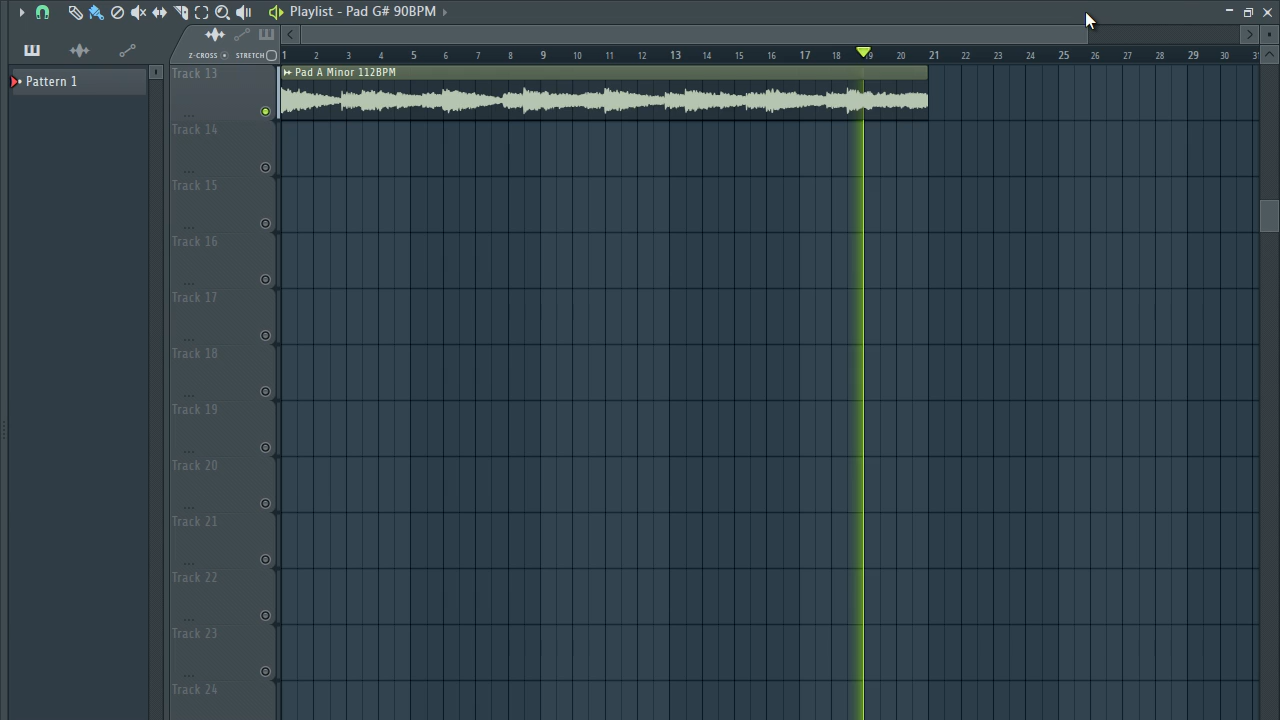 Playlist - Pad G# 90BPM
Z-CROSS STRETCH
1 2 3 4 5 6 7 8 9 10 11 12 13 14 15 16 17 18 19 20 21 22 23 24 25 26 27 28 29 30
Pattern 1
Track 13
Pad A Minor 112BPM
Track 14
Track 15
Track 16
Track 17
Track 18
Track 19
Track 20
Track 21
Track 22
Track 23
Track 24